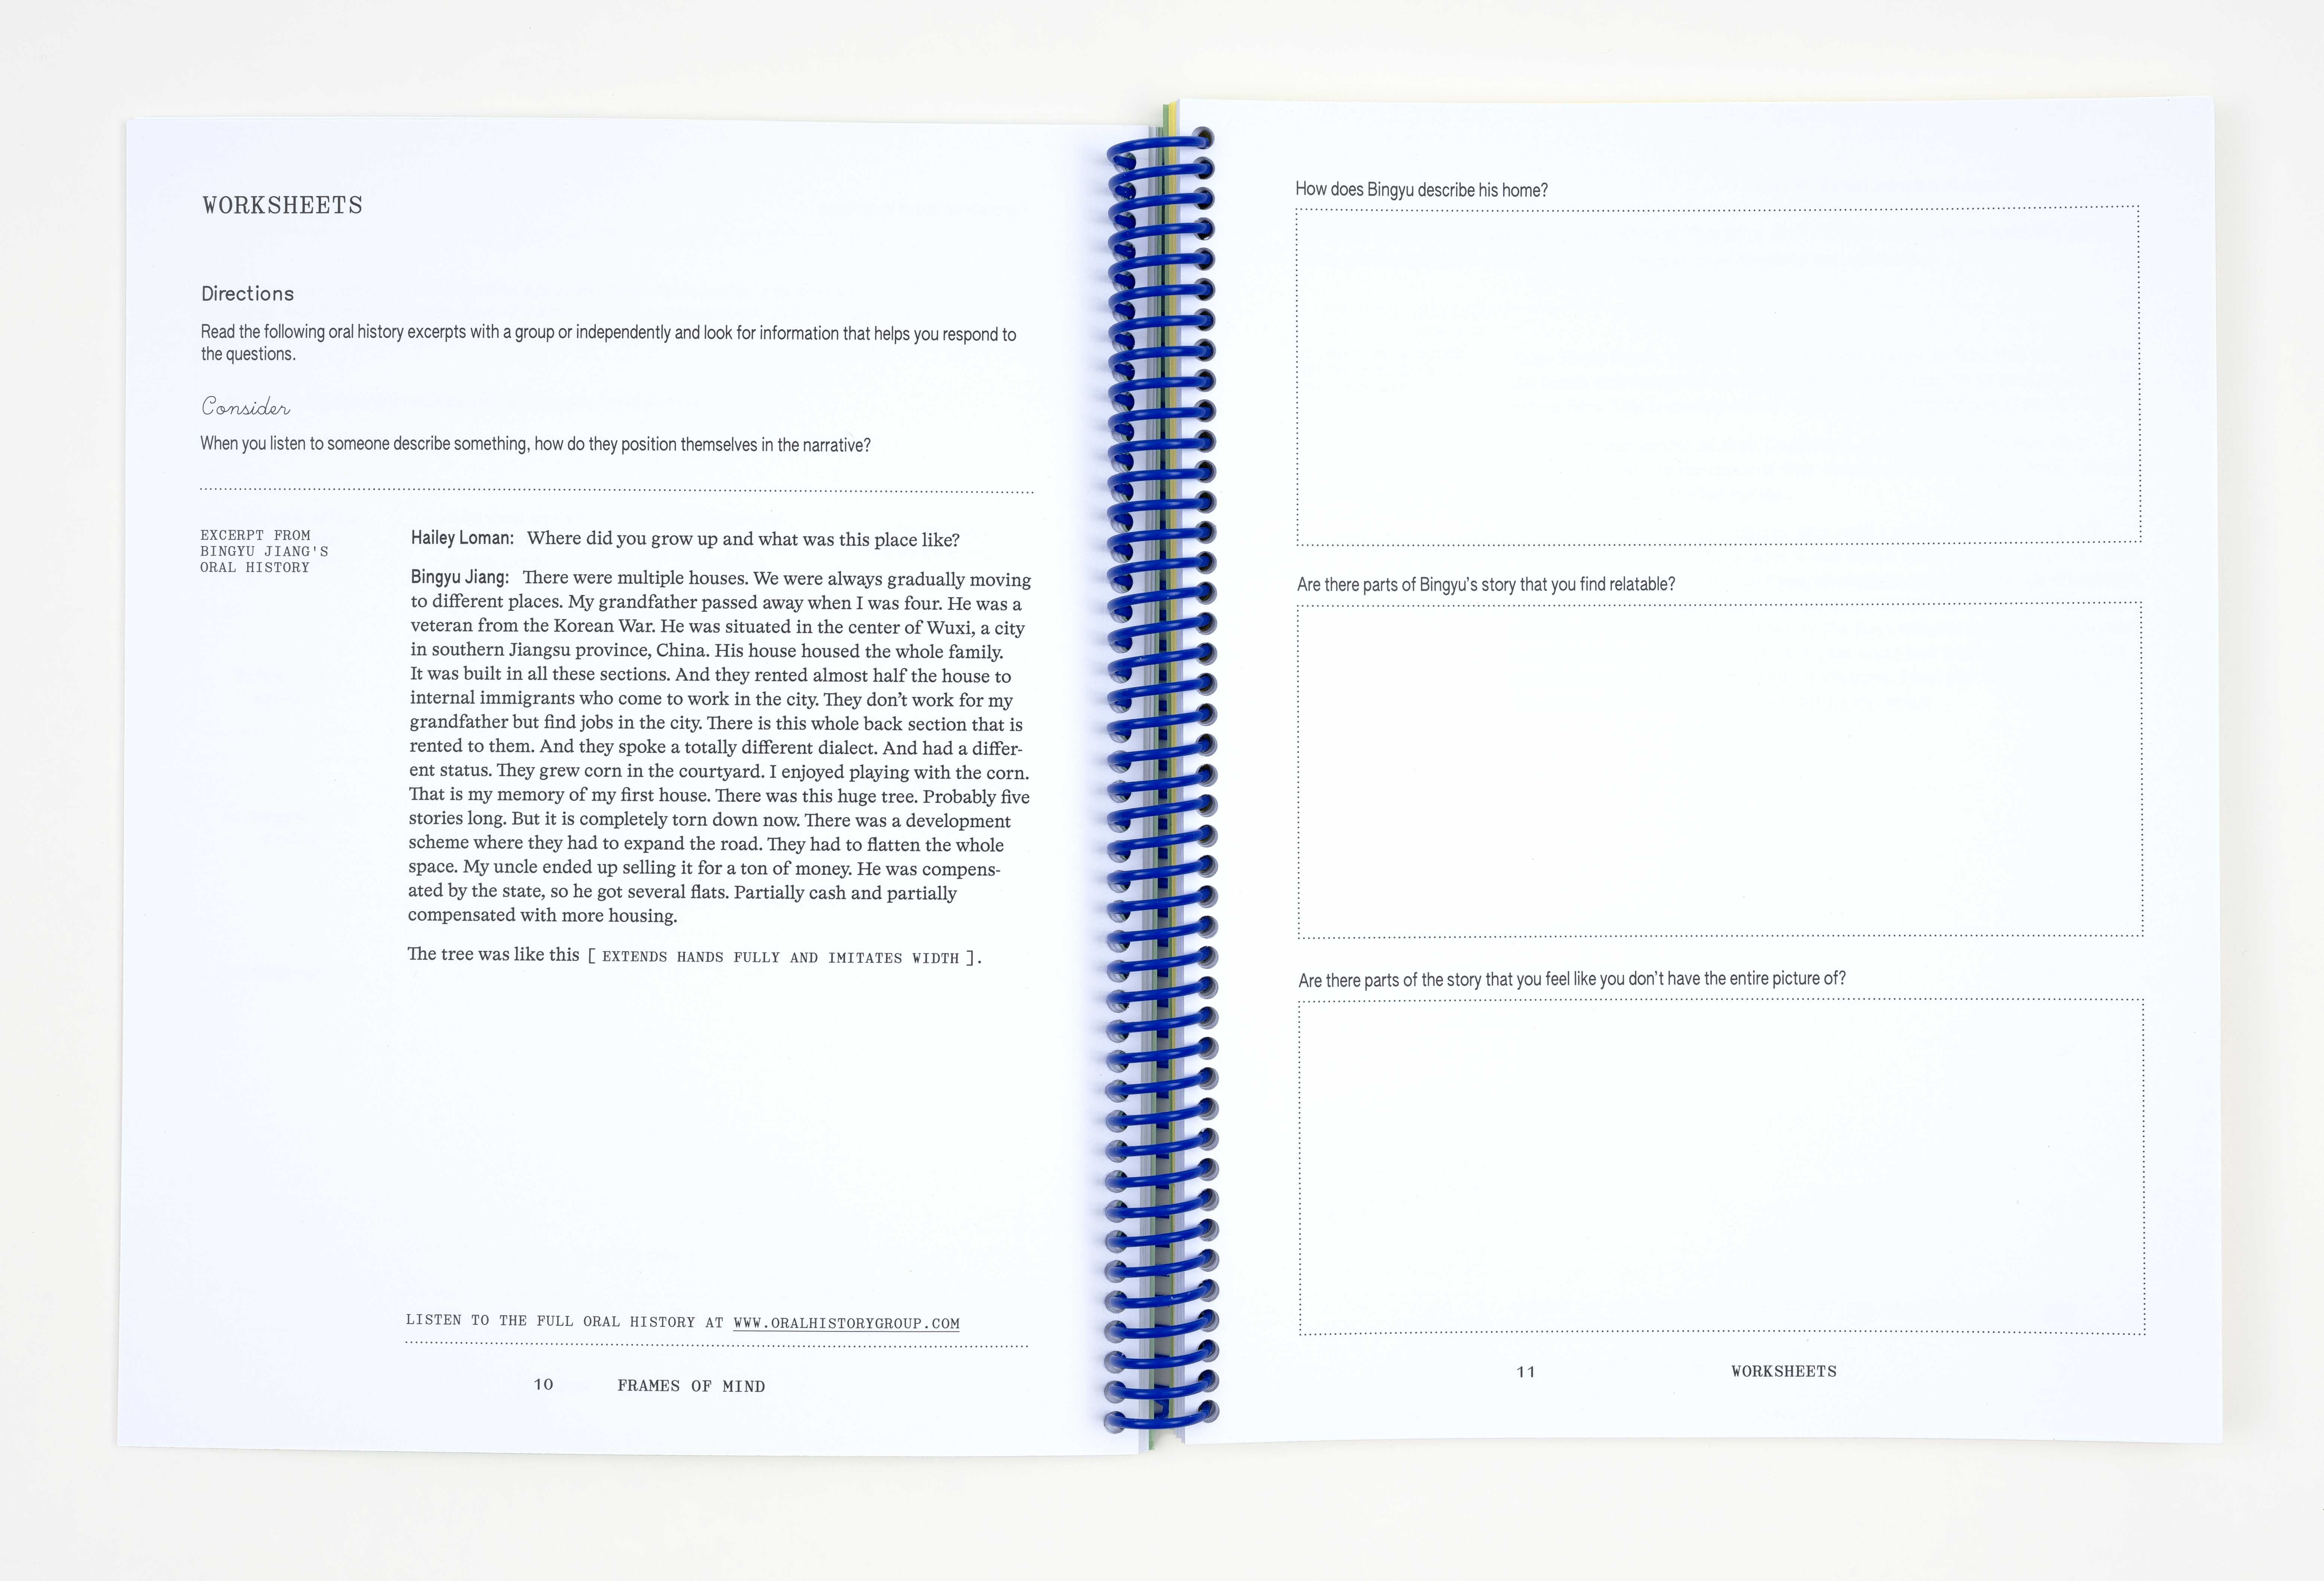 WORKSHEETS
Directions
Read the following oral history excerpts with a group or independently and look for information that helps you respond to
the questions.
Consider
When you listen to someone describe something, how do they position themselves in the narrative?
EXCERPT FROM
BINGYU JIANG'S
ORAL HISTORY
Hailey Loman: Where did you grow up and what was this place like?
Bingyu Jiang: There were multiple houses. We were always gradually moving
to different places. My grandfather passed away when I was four. He was a
veteran from the Korean War. He was situated in the center of Wuxi, a city
in southern Jiangsu province, China. His house housed the whole family.
It was built in all these sections. And they rented almost half the house to
internal immigrants who come to work in the city. They don’t work for my
grandfather but find jobs in the city. There is this whole back section that is
rented to them. And they spoke a totally different dialect. And had a differ-
ent status. They grew corn in the courtyard. I enjoyed playing with the corn.
That is my memory of my first house. There was this huge tree. Probably five
stories long. But it is completely torn down now. There was a development
scheme where they had to expand the road. They had to flatten the whole
space. My uncle ended up selling it for a ton of money. He was compens-
ated by the state, so he got several flats. Partially cash and partially
compensated with more housing.
The tree was like this [ EXTENDS HANDS FULLY AND IMITATES WIDTH ].
LISTEN TO THE FULL ORAL HISTORY AT WWW.ORALHISTORYGROUP.COM
10 FRAMES OF MIND
How does Bingyu describe his home?
Are there parts of Bingyu’s story that you find relatable?
Are there parts of the story that you feel like you don’t have the entire picture of?
11 WORKSHEETS